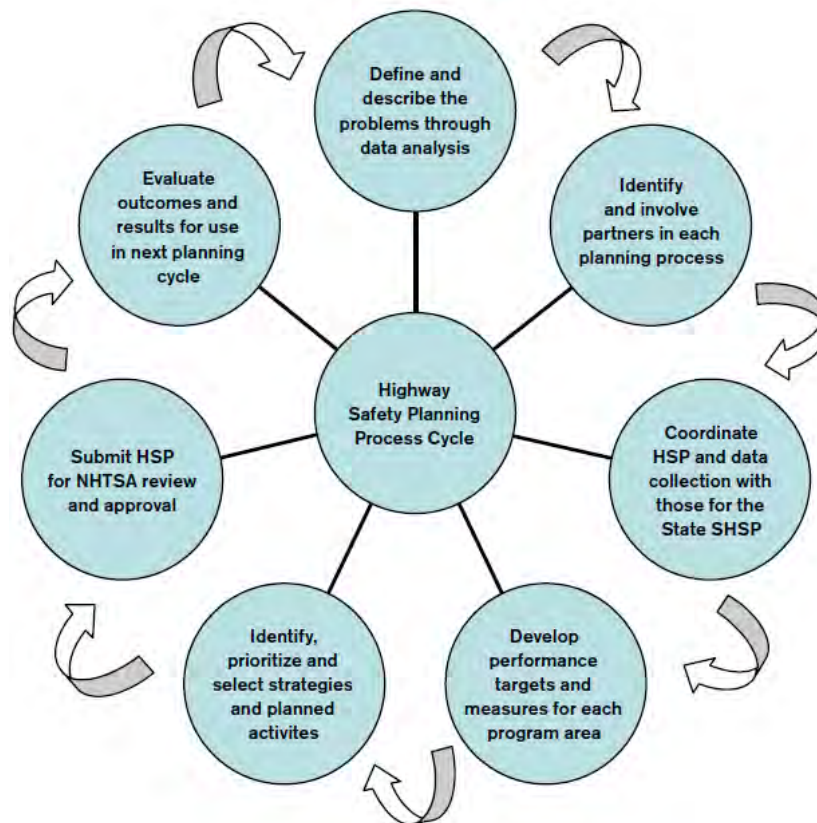 Define and
describe the
problems through
data analysis
Identify
and involve
partners in each
planning process
Coordinate
HSP and data
collection with
those for the
State SHSP
Develop
performance
targets and
measures for each
program area
Identify,
prioritize and
select strategies
and planned
activites
Submit HSP
for NHTSA review
and approval
Evaluate
outcomes and
results for use
in next planning
cycle
Highway
Safety Planning
Process Cycle